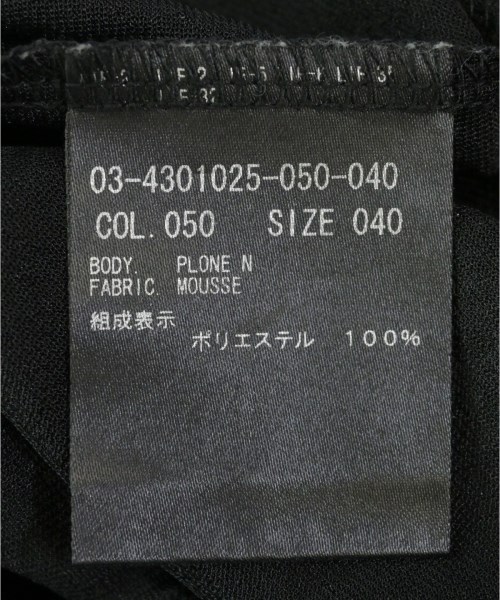 03-4301025-050-040
COL. 050 SIZE 040
BODY. PLONE N
FABRIC MOUSSE
組成表示
ポリエステル 100%